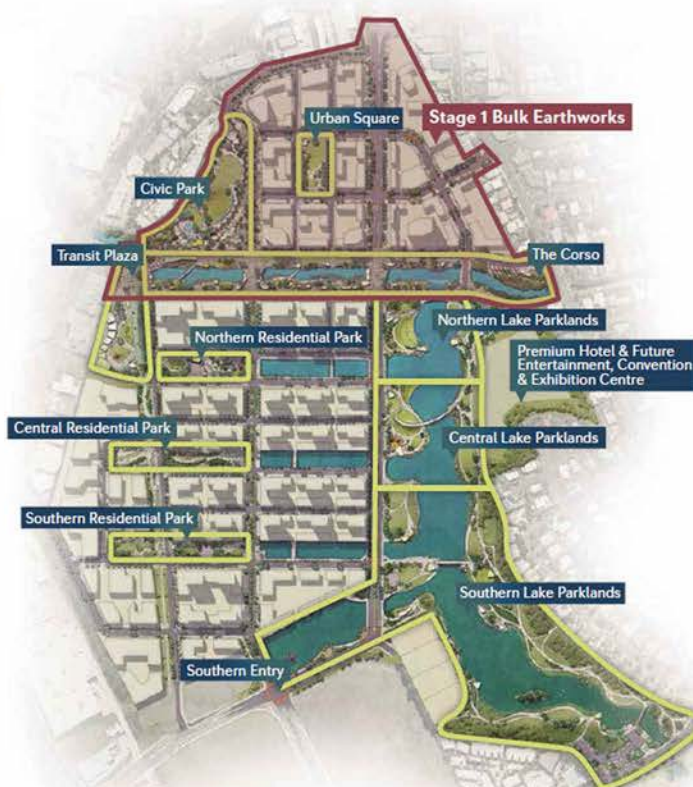 Urban Square
Stage 1 Bulk Earthworks
Civic Park
Transit Plaza
The Corso
Northern Lake Parklands
Northern Residential Park
Premium Hotel & Future
Entertainment, Convention
& Exhibition Centre
Central Residential Park
Central Lake Parklands
Southern Residential Park
Southern Lake Parklands
Southern Entry